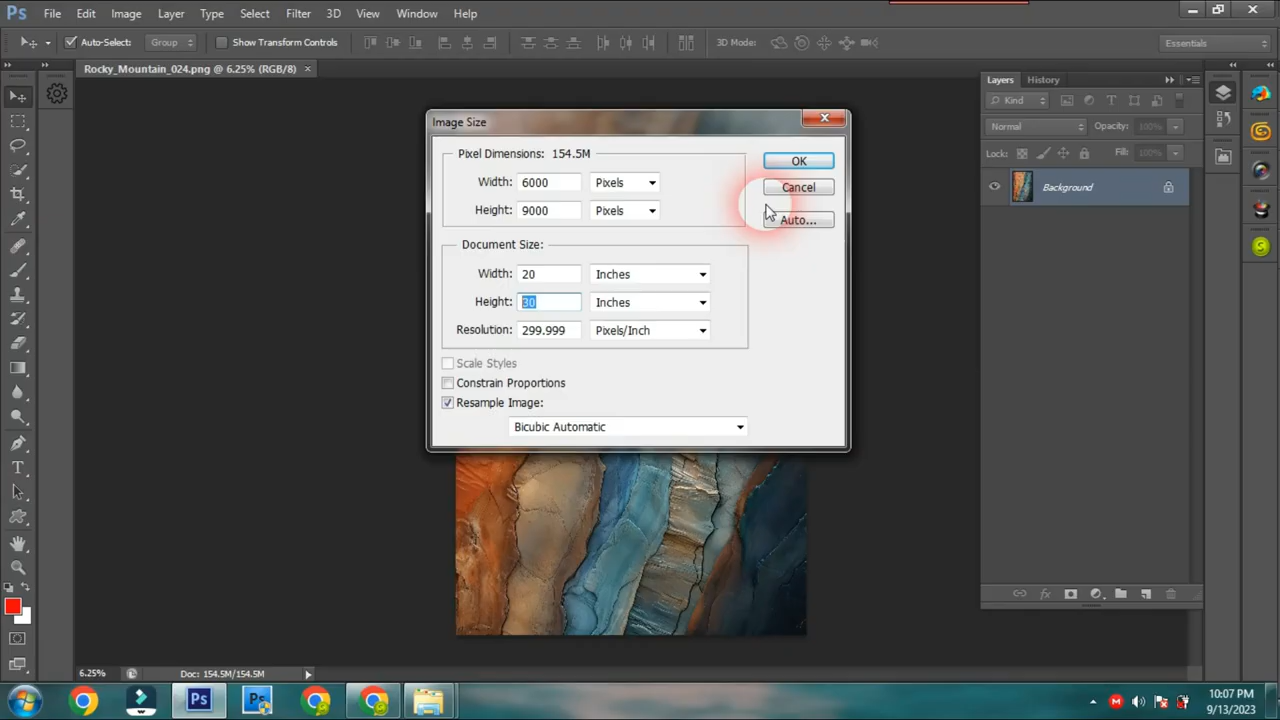 Ps File Edit Image Layer Type Select Filter 3D View Window Help
Auto-Select: Group Show Transform Controls 3D Mode: Essentials
Rocky_Mountain_024.png @ 6.25% (RGB/8) ×
Layers History
Kind
Normal Opacity: 100%
Lock: Fill: 100%
Background
Image Size
Pixel Dimensions: 154.5M
Width: 6000 Pixels
Height: 9000 Pixels
OK
Cancel
Auto...
Document Size:
Width: 20 Inches
Height: 30 Inches
Resolution: 299.999 Pixels/Inch
Scale Styles
Constrain Proportions
Resample Image:
Bicubic Automatic
T
6.25% Doc: 154.5M/154.5M
Ps
10:07 PM
9/13/2023